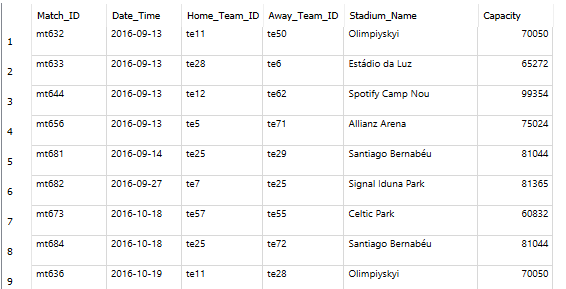 Match_ID Date_Time Home_Team_ID Away_Team_ID Stadium_Name Capacity
1 mt632 2016-09-13 te11 te50 Olimpiyskyi 70050
2 mt633 2016-09-13 te28 te6 Estádio da Luz 65272
3 mt644 2016-09-13 te12 te62 Spotify Camp Nou 99354
4 mt656 2016-09-13 te5 te71 Allianz Arena 75024
5 mt681 2016-09-14 te25 te29 Santiago Bernabéu 81044
6 mt682 2016-09-27 te7 te25 Signal Iduna Park 81365
7 mt673 2016-10-18 te57 te55 Celtic Park 60832
8 mt684 2016-10-18 te25 te72 Santiago Bernabéu 81044
9 mt636 2016-10-19 te11 te28 Olimpiyskyi 70050